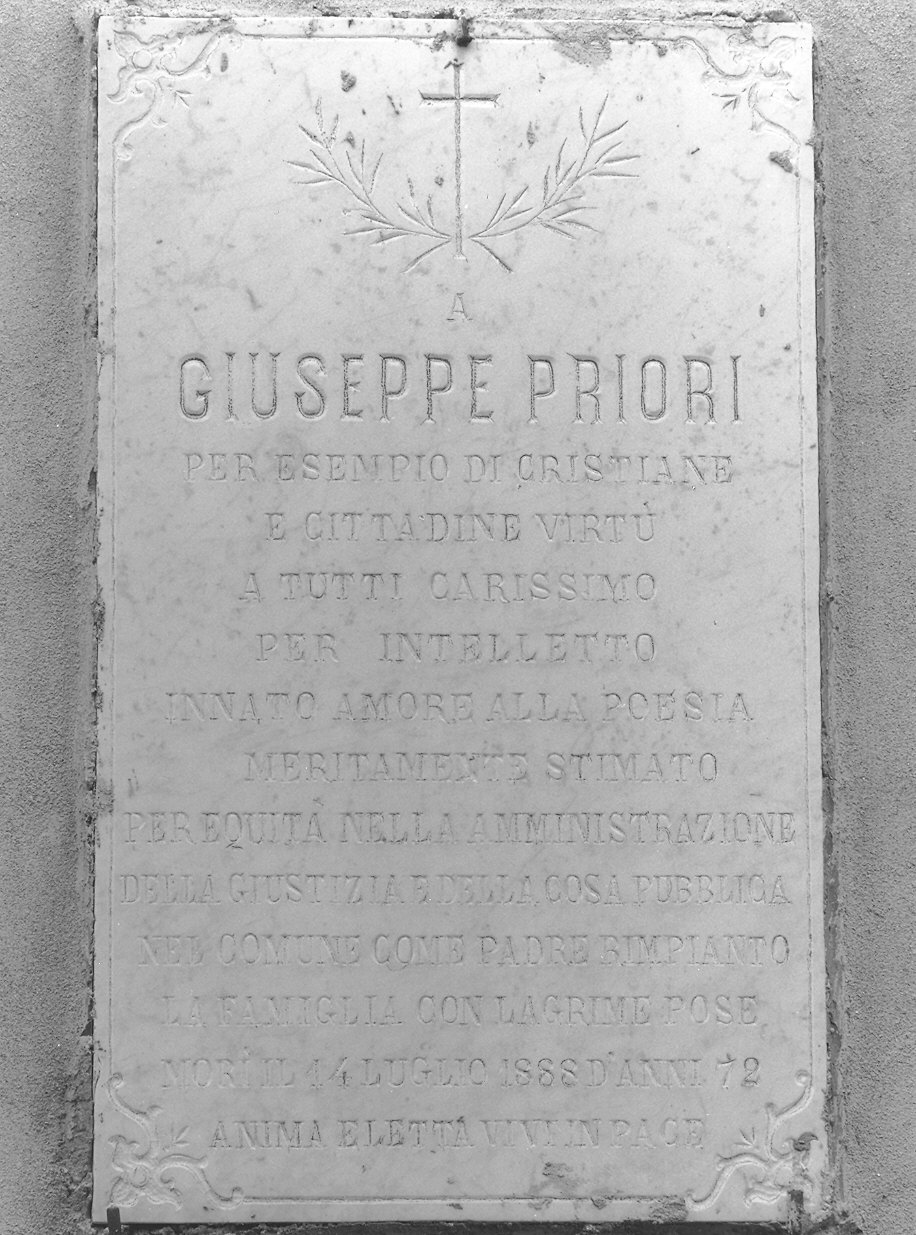 A
GIUSEPPE PRIORI
PER ESEMPIO DI CRISTIANE
E CITTADINE VIRTÙ
A TUTTI CARISSIMO
PER INTELLETTO
INNATO AMORE ALLA POESIA
MERITAMENTE STIMATO
PER EQUITÀ NELLA AMMINISTRAZIONE
DELLA GIUSTIZIA E DELLA COSA PUBBLICA
NEL COMUNE COME PADRE RIMPIANTO
LA FAMIGLIA CON LAGRIME POSE
MORÌ IL 14 LUGLIO 1888 D'ANNI 72
ANIMA ELETTA VIVI IN PACE